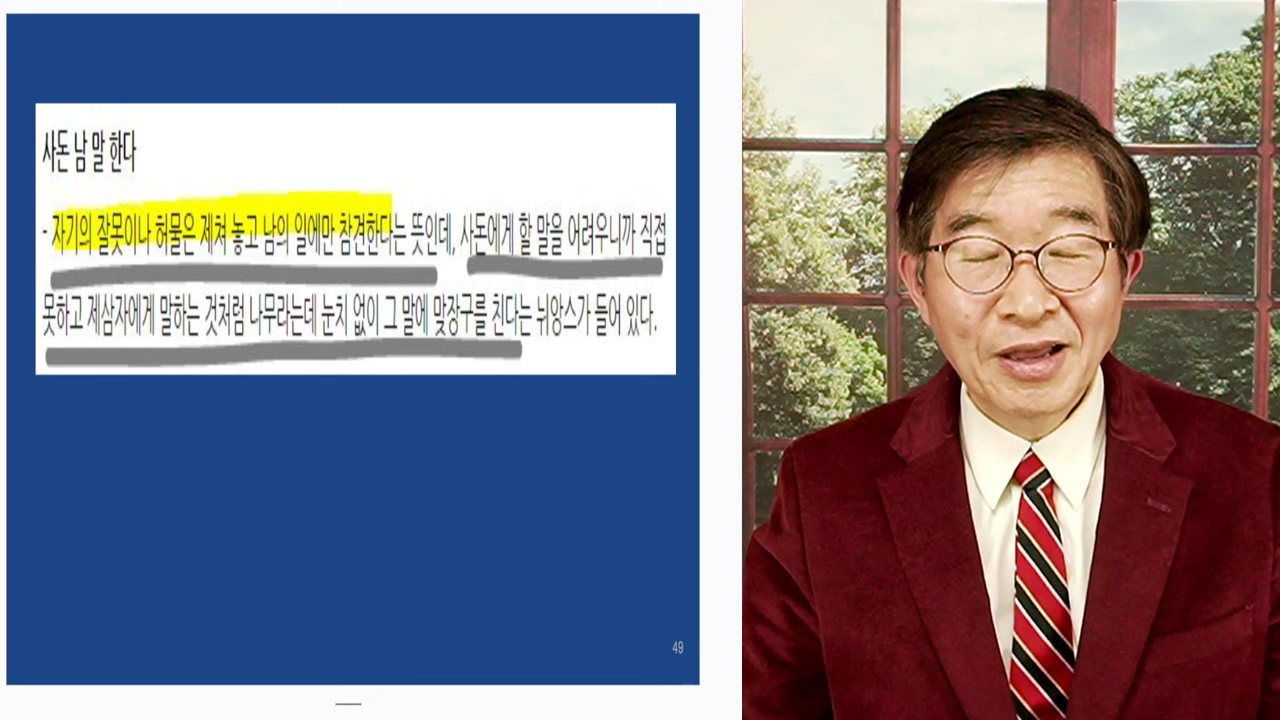 사돈 남 말 한다
- 자기의 잘못이나 허물은 제쳐 놓고 남의 일에만 참견한다는 뜻인데, 사돈에게 할 말을 어려우니까 직접
못하고 제삼자에게 말하는 것처럼 나무라는데 눈치 없이 그 말에 맞장구를 친다는 뉘앙스가 들어 있다.
49